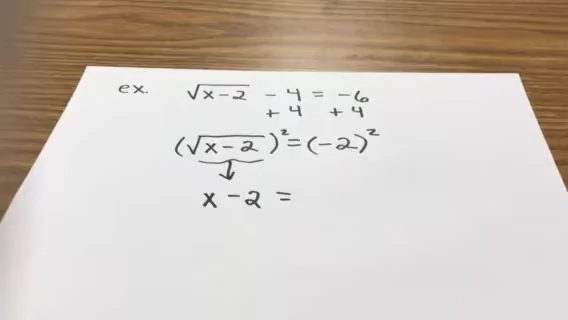 ex. √x-2 - 4 = -6
+4 +4
(√x-2)² = (-2)²
x-2 =